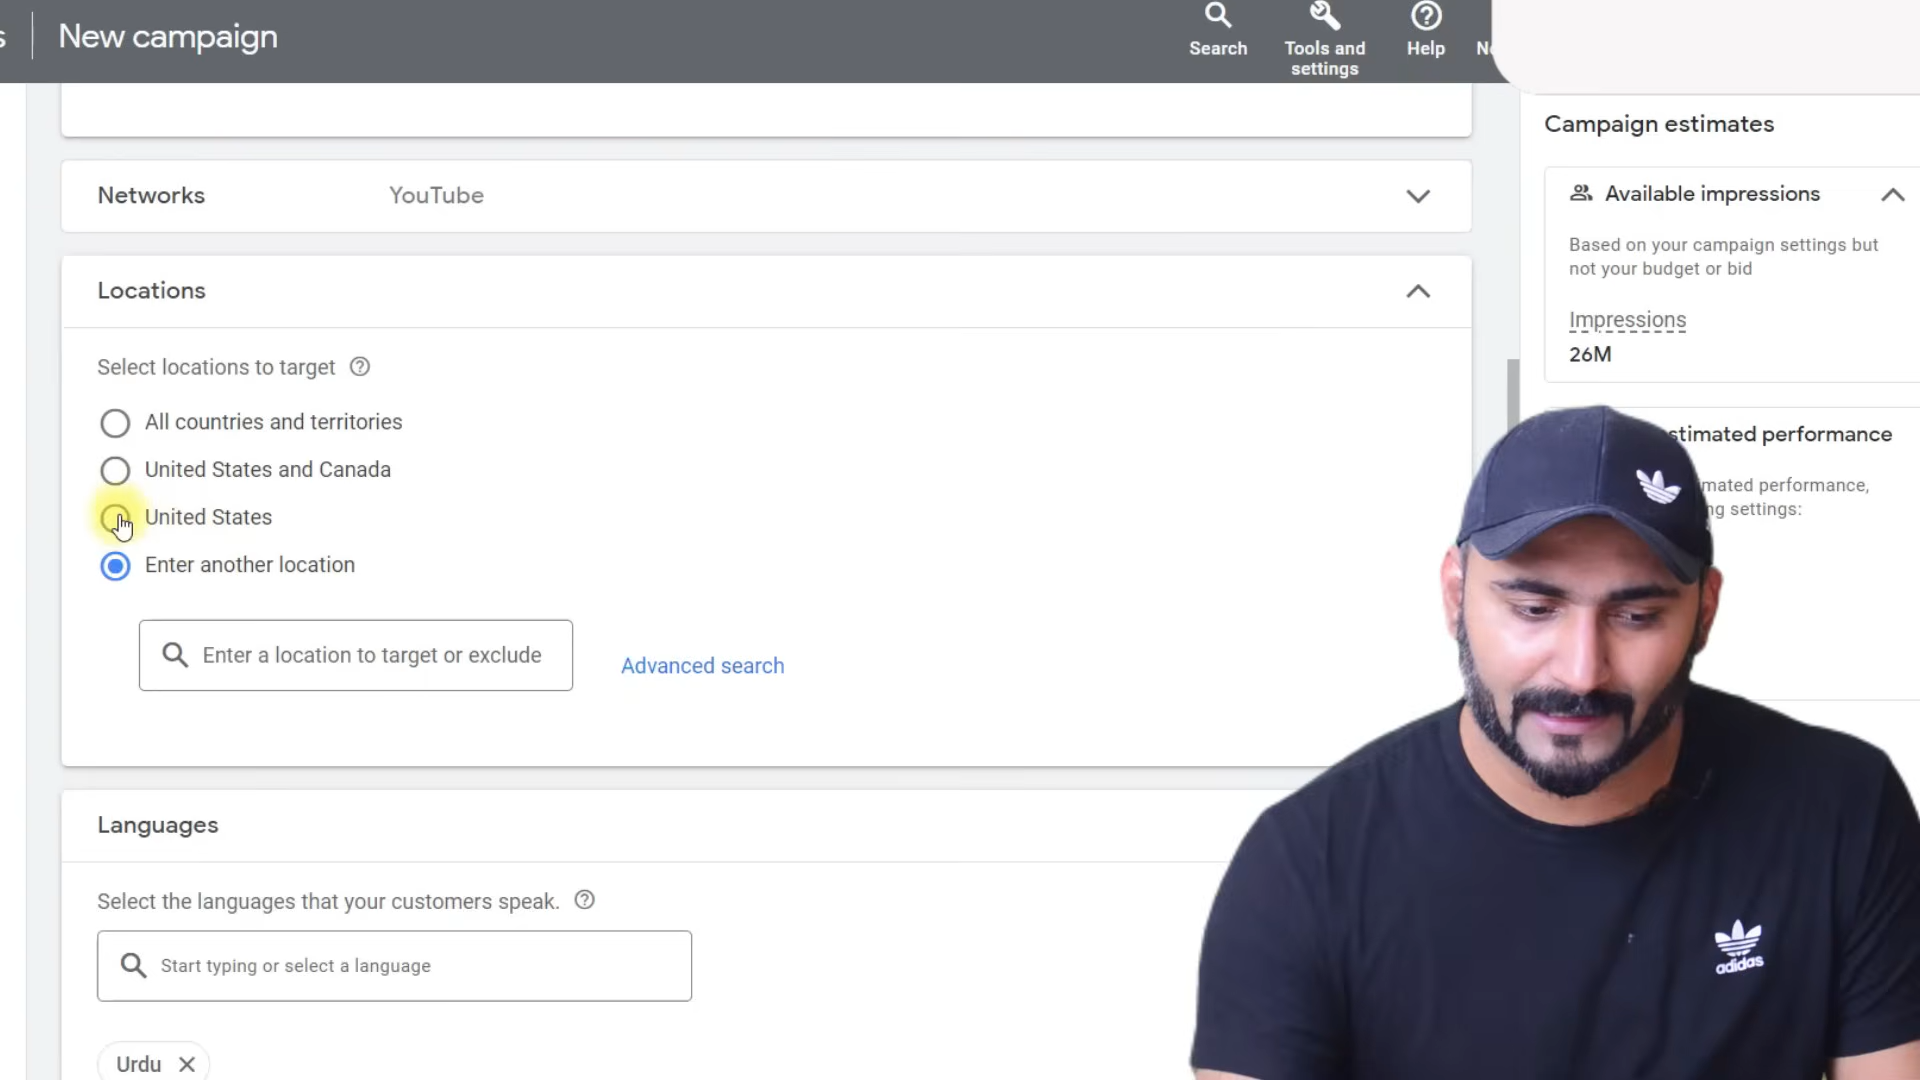 s
New campaign
Search
Tools and
settings
Help
Campaign estimates
Networks
YouTube
Available impressions
Based on your campaign settings but
not your budget or bid
Impressions
26M
Locations
Select locations to target
All countries and territories
United States and Canada
United States
Enter another location
Enter a location to target or exclude
Advanced search
stimated performance
mated performance,
ng settings:
Languages
Select the languages that your customers speak.
Start typing or select a language
Urdu
adidas